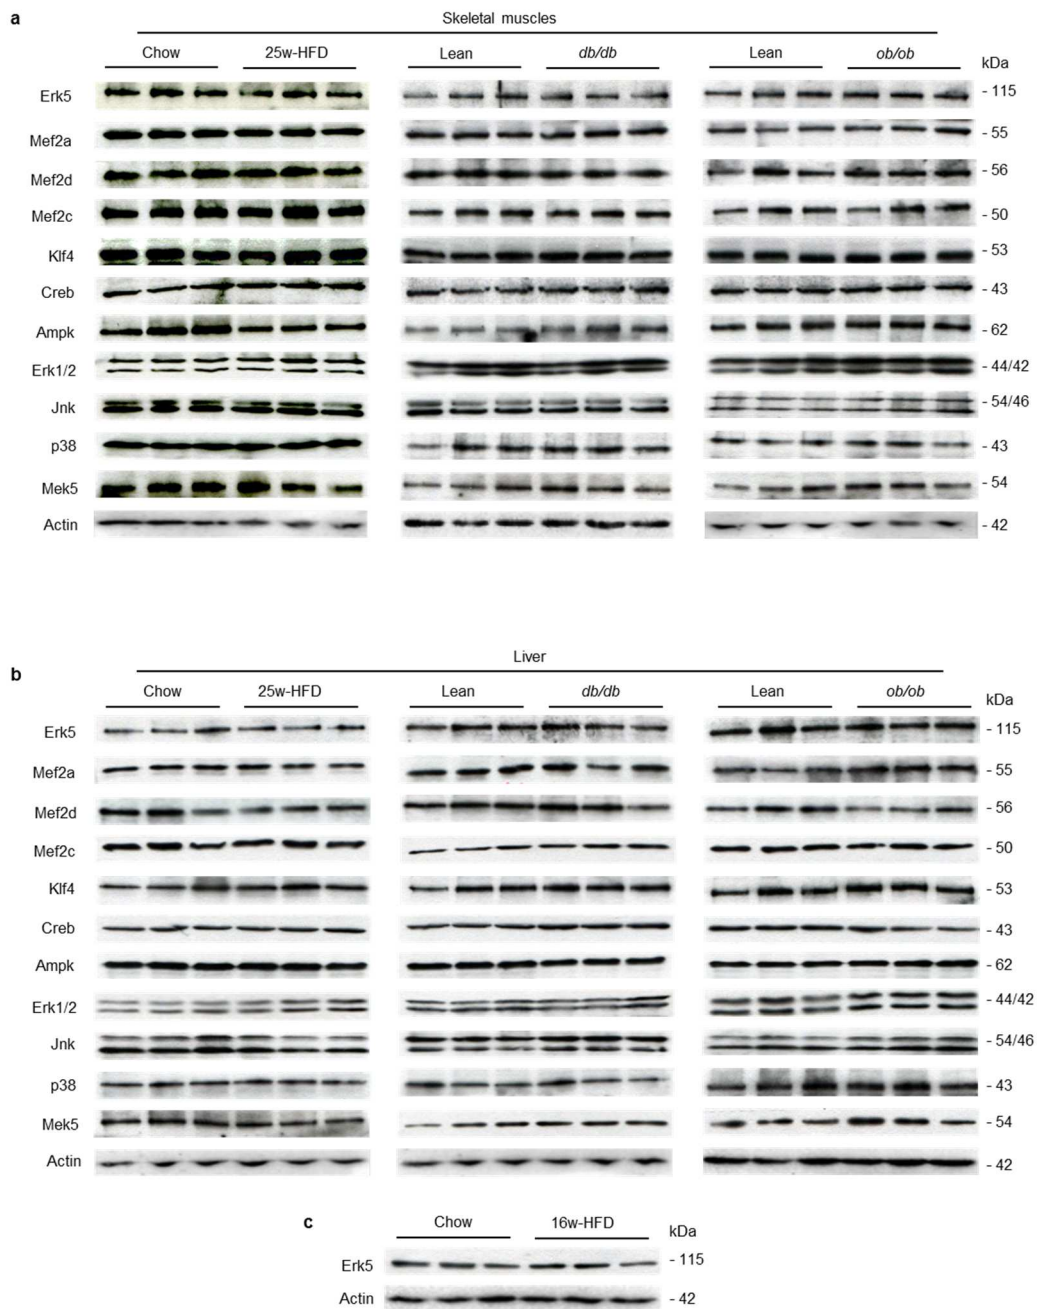 a
Skeletal muscles
Chow 25w-HFD Lean db/db Lean ob/ob kDa
Erk5 - 115
Mef2a - 55
Mef2d - 56
Mef2c - 50
Klf4 - 53
Creb - 43
Ampk - 62
Erk1/2 - 44/42
Jnk - 54/46
p38 - 43
Mek5 - 54
Actin - 42
b
Liver
Chow 25w-HFD Lean db/db Lean ob/ob kDa
Erk5 - 115
Mef2a - 55
Mef2d - 56
Mef2c - 50
Klf4 - 53
Creb - 43
Ampk - 62
Erk1/2 - 44/42
Jnk - 54/46
p38 - 43
Mek5 - 54
Actin - 42
c
Chow 16w-HFD kDa
Erk5 - 115
Actin - 42